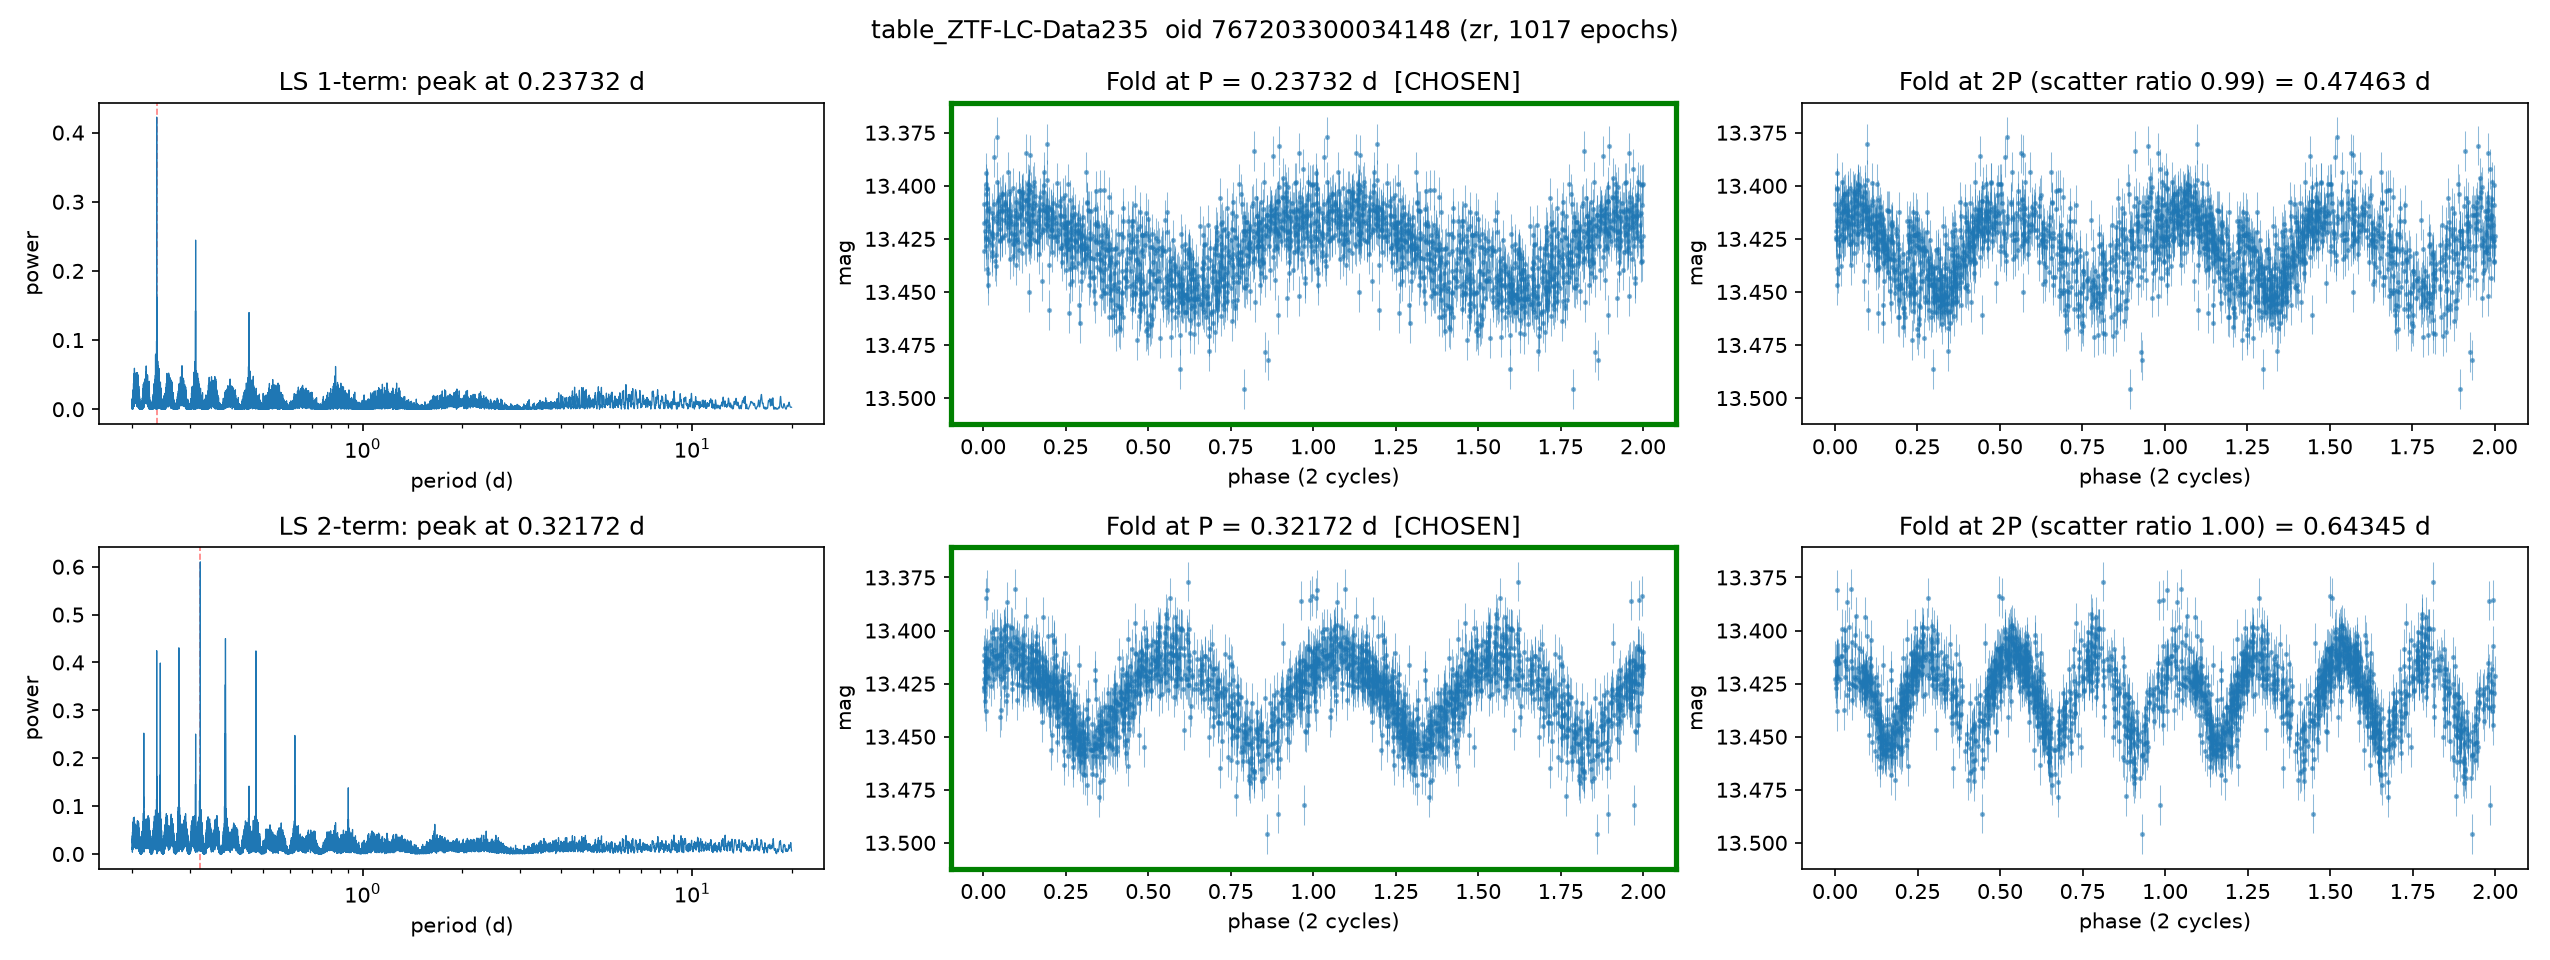 table_ZTF-LC-Data235  oid 767203300034148 (zr, 1017 epochs)
LS 1-term: peak at 0.23732 d
power
0.4
0.3
0.2
0.1
0.0
10⁰
10¹
period (d)
Fold at P = 0.23732 d  [CHOSEN]
mag
13.375
13.400
13.425
13.450
13.475
13.500
0.00 0.25 0.50 0.75 1.00 1.25 1.50 1.75 2.00
phase (2 cycles)
Fold at 2P (scatter ratio 0.99) = 0.47463 d
mag
13.375
13.400
13.425
13.450
13.475
13.500
0.00 0.25 0.50 0.75 1.00 1.25 1.50 1.75 2.00
phase (2 cycles)
LS 2-term: peak at 0.32172 d
power
0.6
0.5
0.4
0.3
0.2
0.1
0.0
10⁰
10¹
period (d)
Fold at P = 0.32172 d  [CHOSEN]
mag
13.375
13.400
13.425
13.450
13.475
13.500
0.00 0.25 0.50 0.75 1.00 1.25 1.50 1.75 2.00
phase (2 cycles)
Fold at 2P (scatter ratio 1.00) = 0.64345 d
mag
13.375
13.400
13.425
13.450
13.475
13.500
0.00 0.25 0.50 0.75 1.00 1.25 1.50 1.75 2.00
phase (2 cycles)